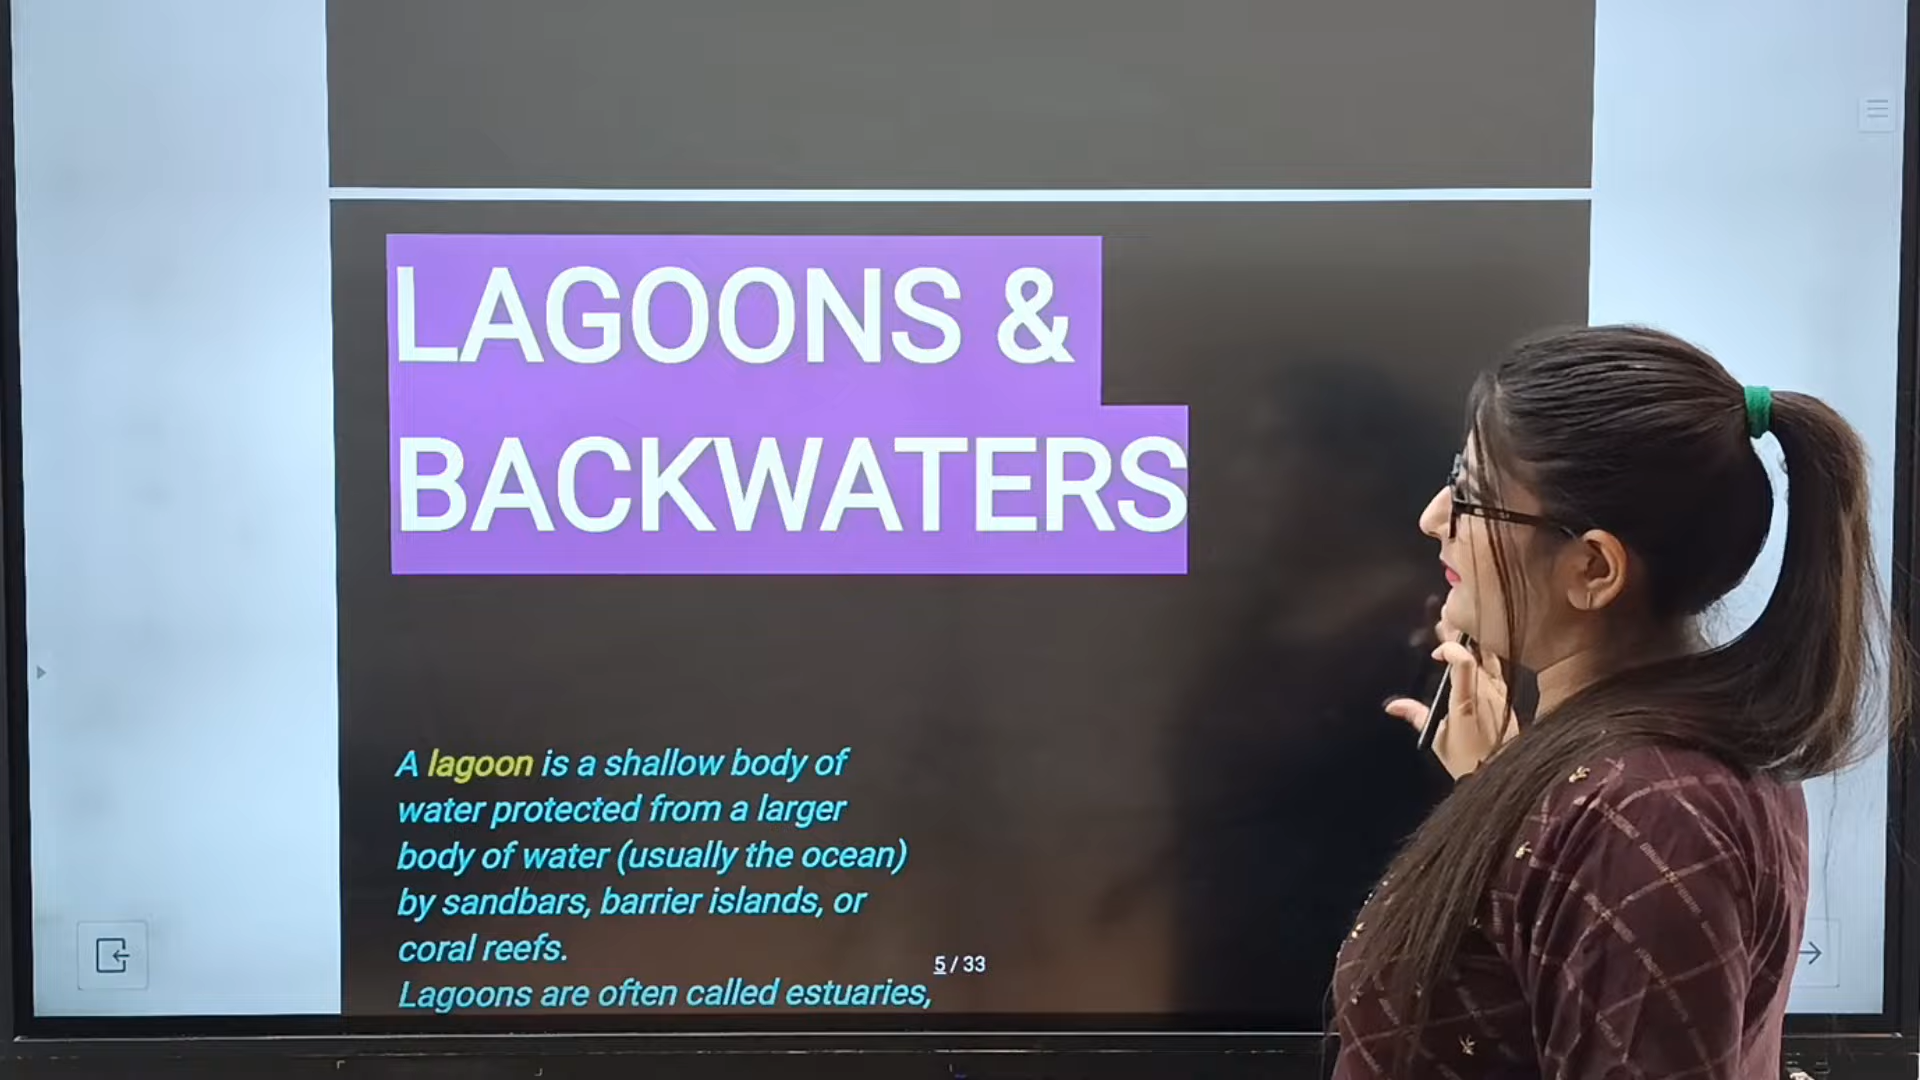 LAGOONS &
BACKWATERS
A lagoon is a shallow body of
water protected from a larger
body of water (usually the ocean)
by sandbars, barrier islands, or
coral reefs.
5 / 33
Lagoons are often called estuaries,